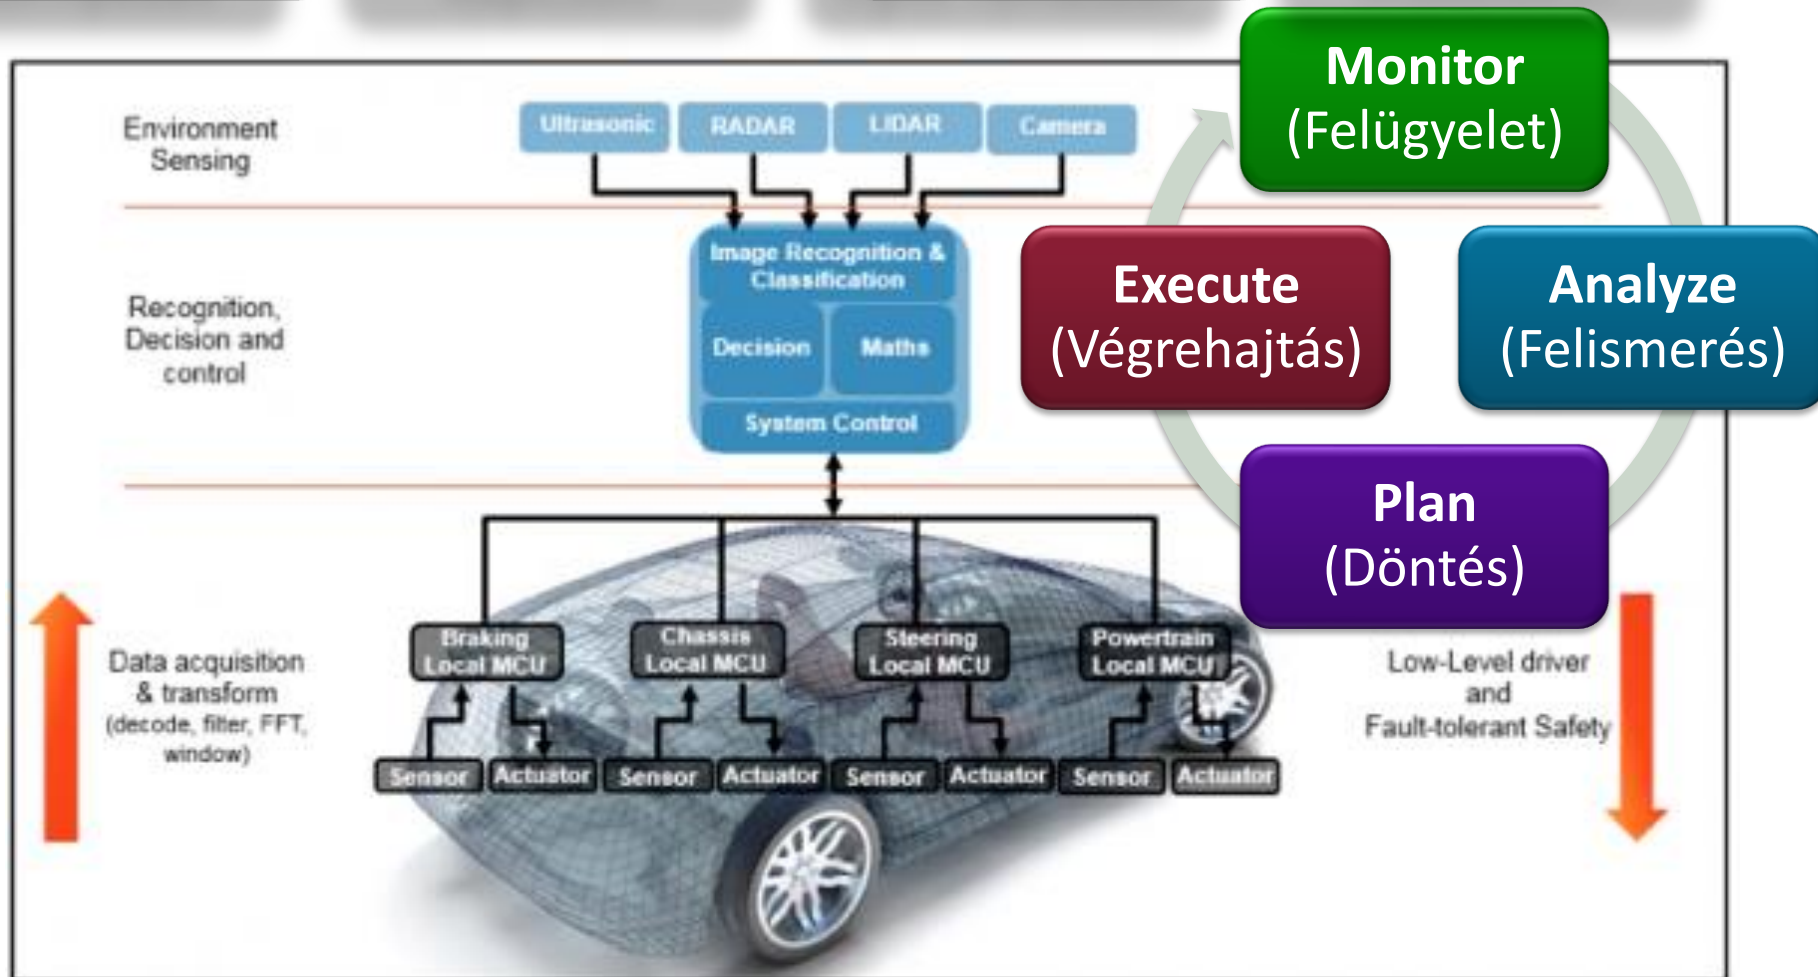 Monitor
(Felügyelet)
Execute
(Végrehajtás)
Analyze
(Felismerés)
Plan
(Döntés)
Environment
Sensing
Ultrasonic
RADAR
LIDAR
Camera
Recognition,
Decision and
control
Image Recognition &
Classification
Decision
Maths
System Control
Data acquisition
& transform
(decode, filter, FFT,
window)
Braking
Local MCU
Chassis
Local MCU
Steering
Local MCU
Powertrain
Local MCU
Sensor
Actuator
Sensor
Actuator
Sensor
Actuator
Sensor
Actuator
Low-Level driver
and
Fault-tolerant Safety